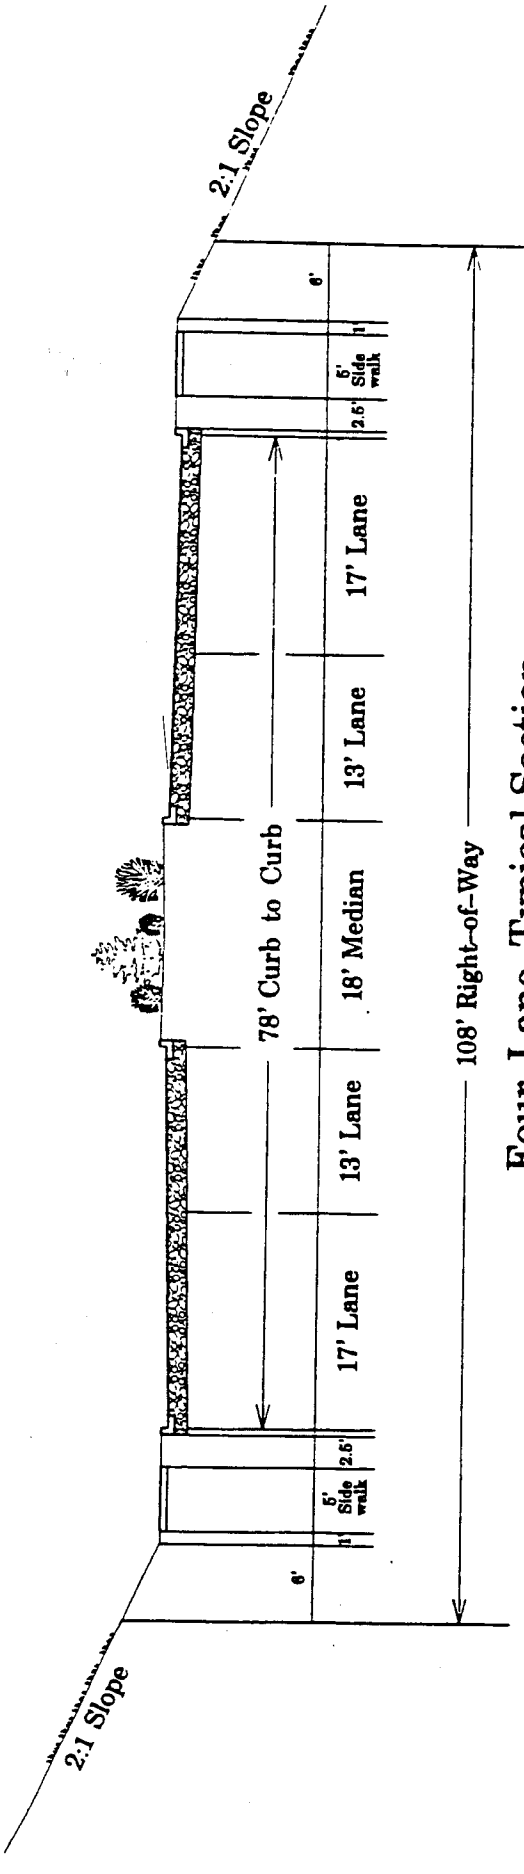 2:1 Slope
2:1 Slope
78' Curb to Curb
6'
1'
5'
Side
walk
2.5'
17' Lane
13' Lane
18' Median
13' Lane
17' Lane
2.5'
5'
Side
walk
1'
6'
108' Right-of-Way
Four Lane Typical Section